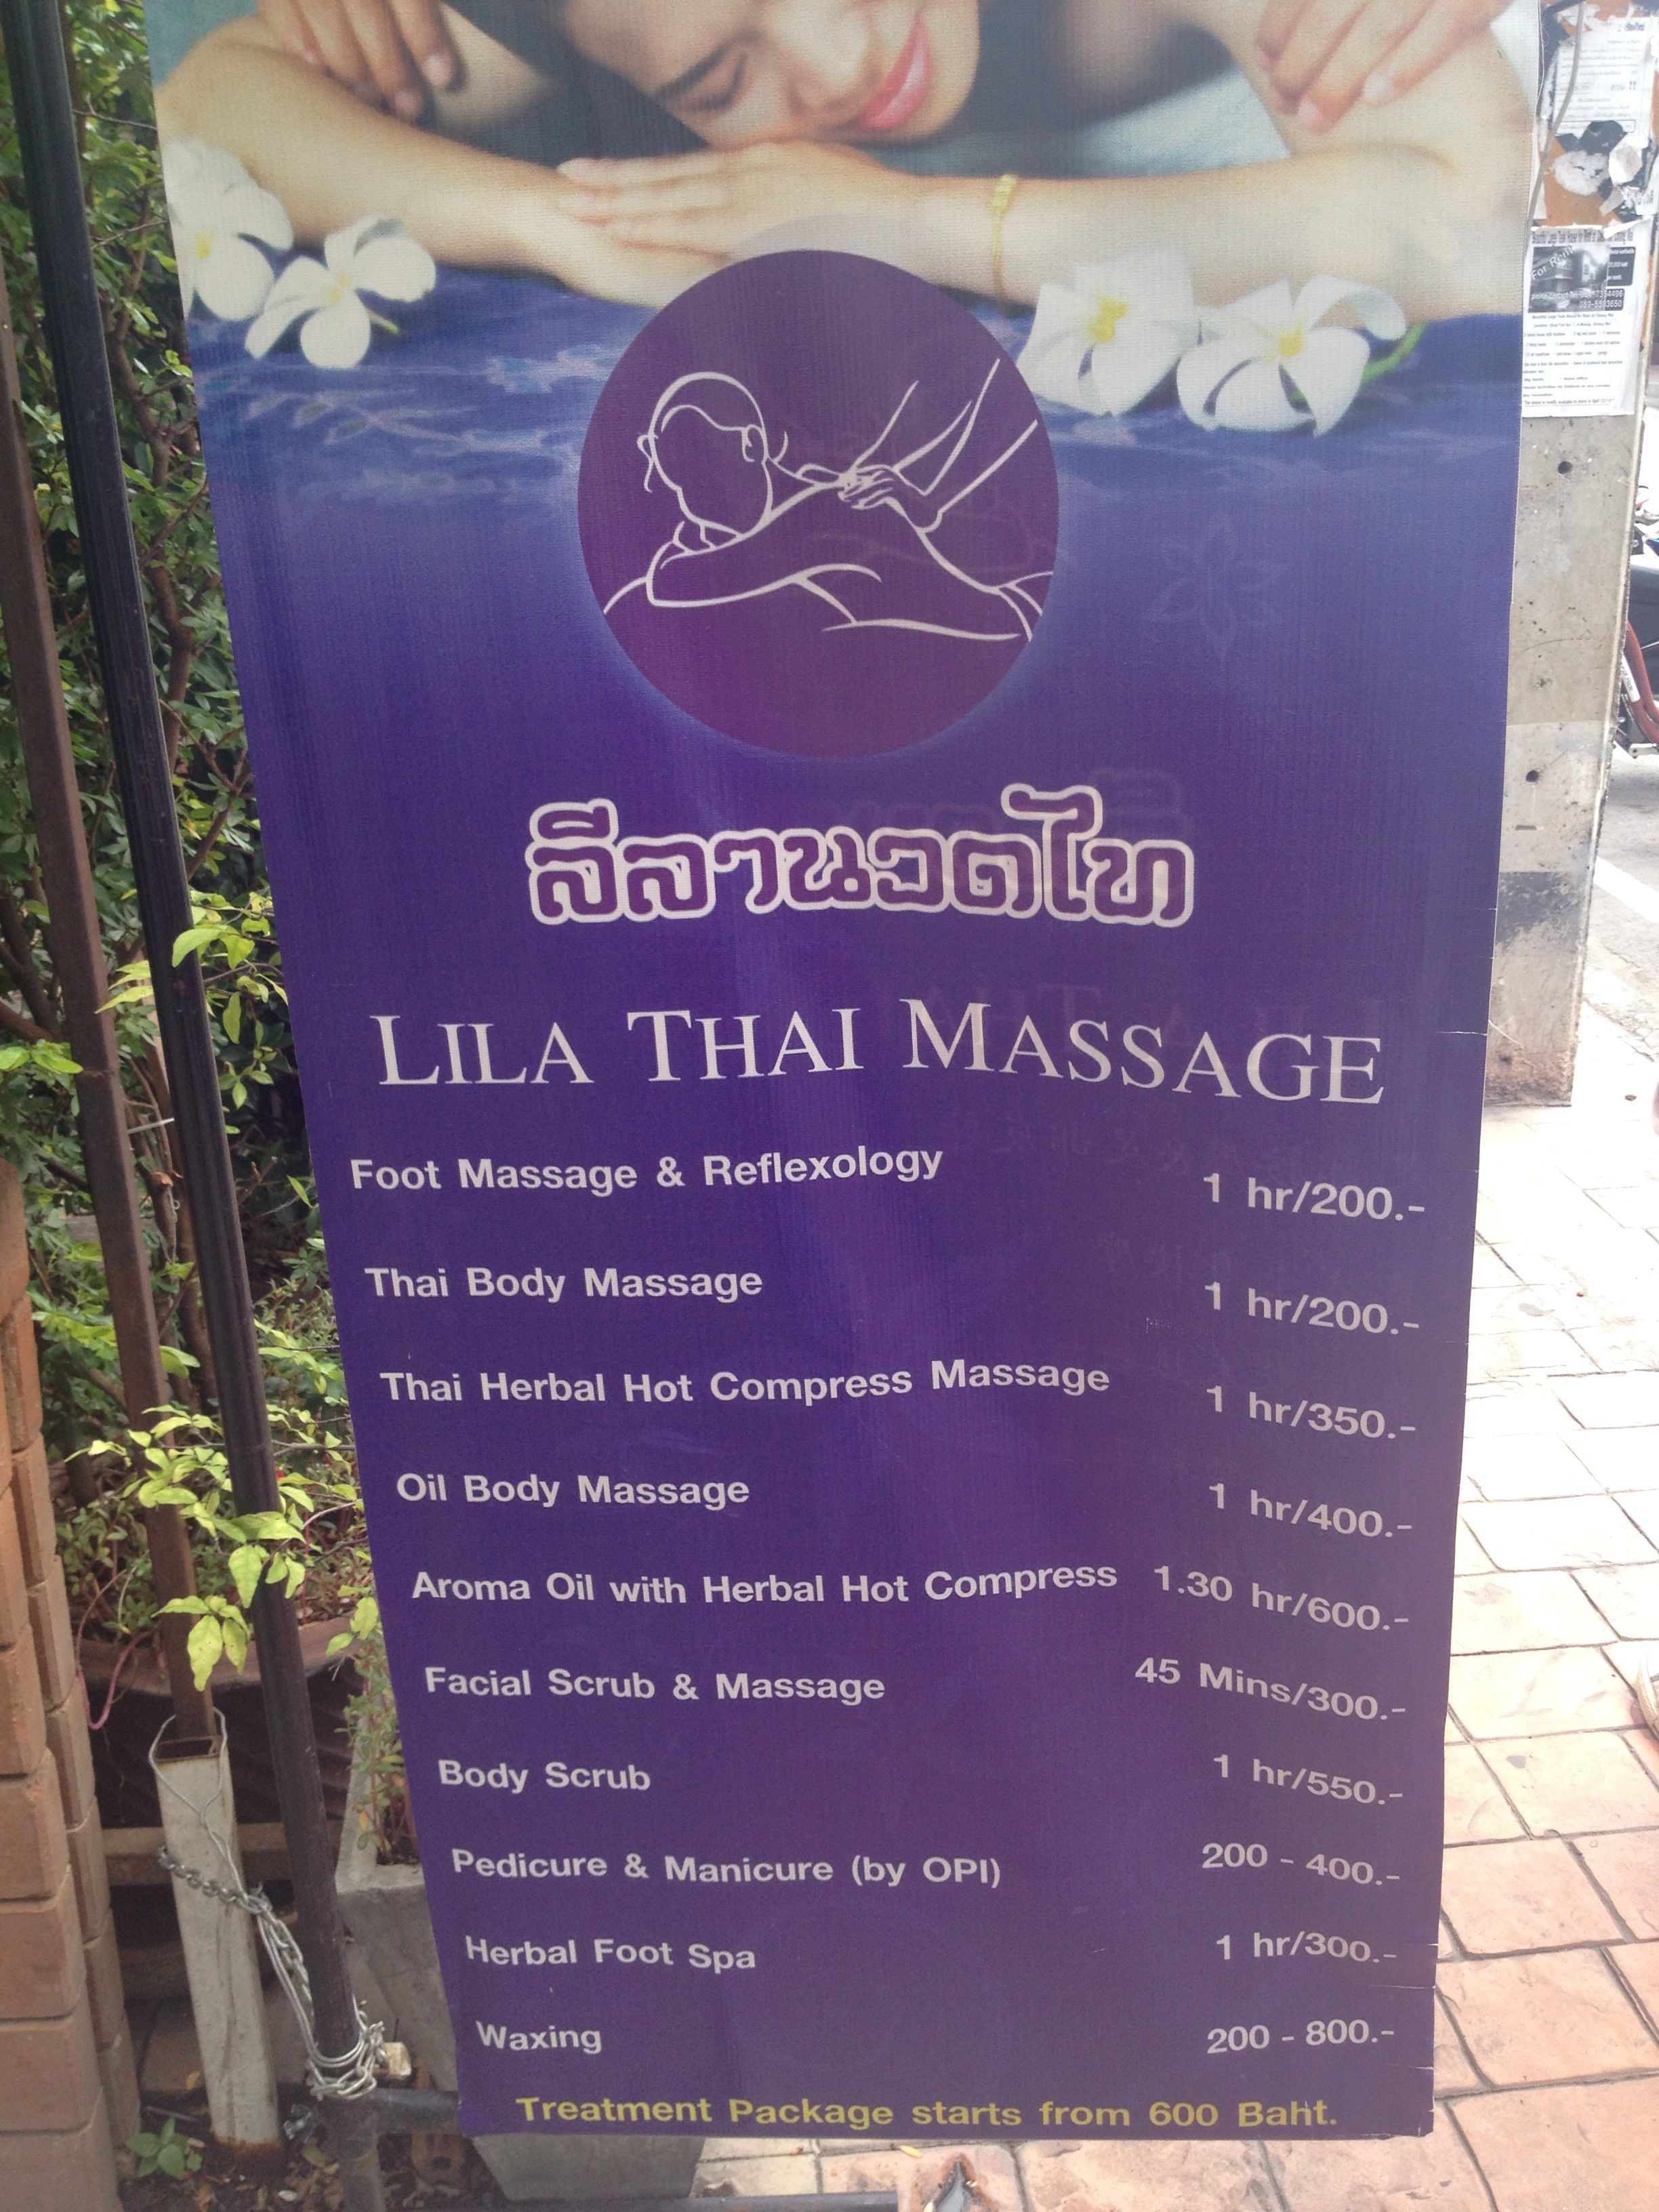 ลีลานวดไท
LILA THAI MASSAGE
Foot Massage & Reflexology 1 hr/200.-
Thai Body Massage 1 hr/200.-
Thai Herbal Hot Compress Massage 1 hr/350.-
Oil Body Massage 1 hr/400.-
Aroma Oil with Herbal Hot Compress 1.30 hr/600.-
Facial Scrub & Massage 45 Mins/300.-
Body Scrub 1 hr/550.-
Pedicure & Manicure (by OPI) 200 - 400.-
Herbal Foot Spa 1 hr/300.-
Waxing 200 - 800.-
Treatment Package starts from 600 Baht.
For Rent